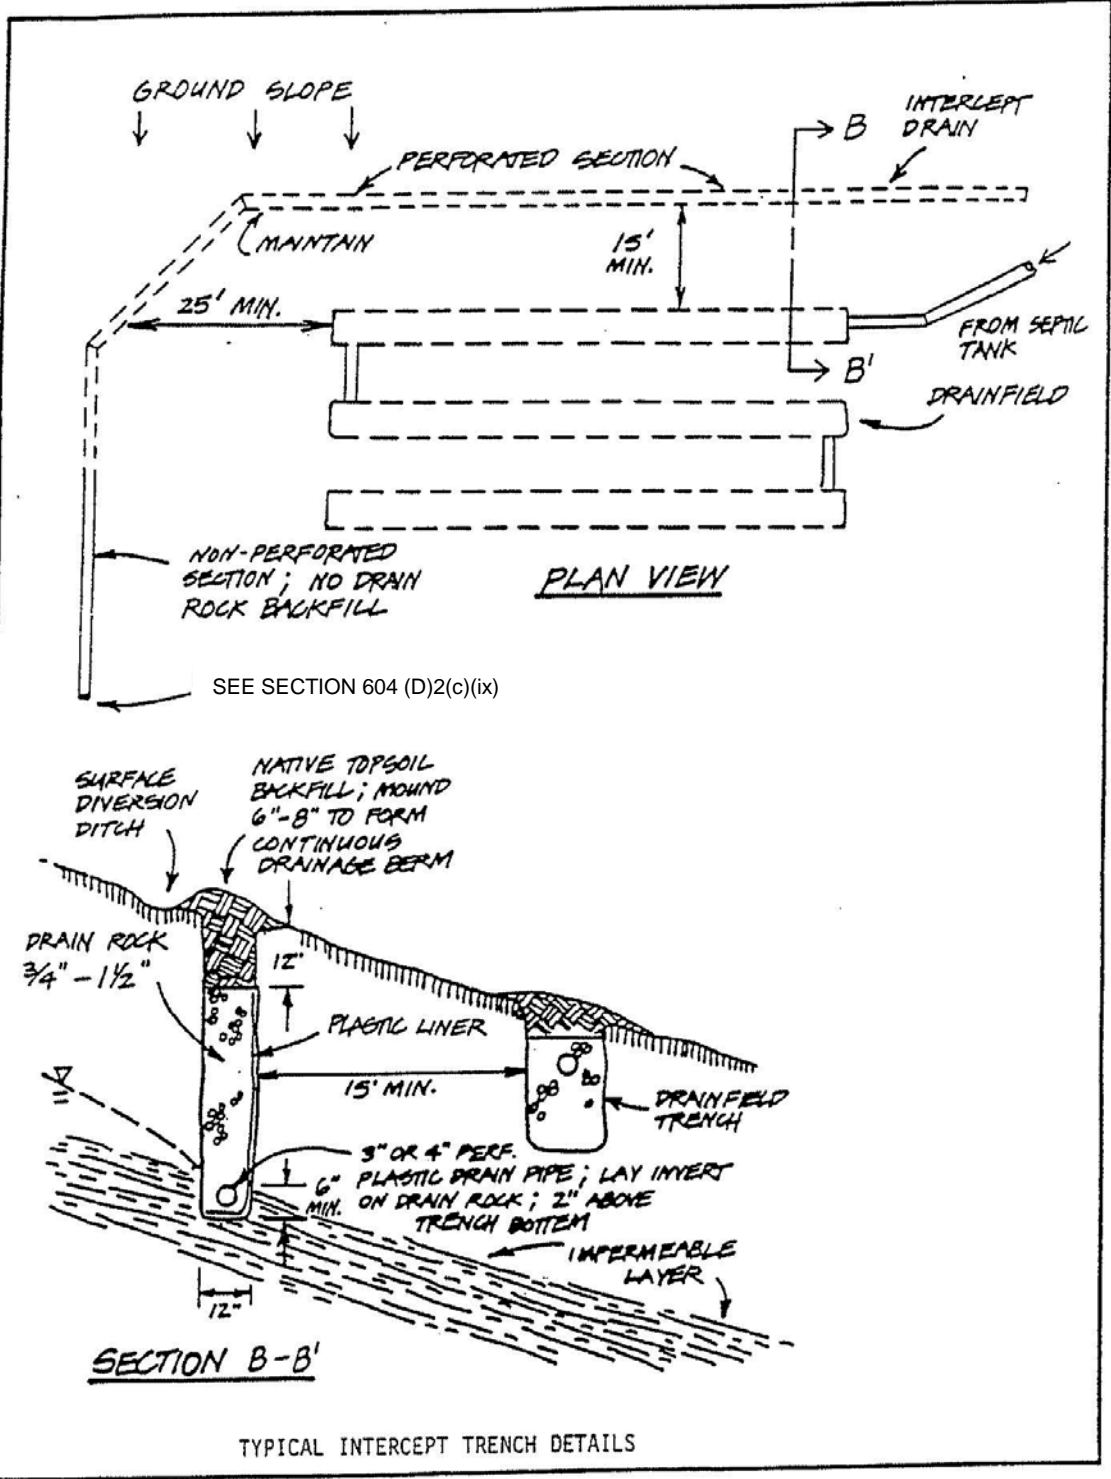 GROUND SLOPE
INTERCEPT
DRAIN
B
PERFORATED SECTION
MAINTAIN
15'
MIN.
25' MIN.
FROM SEPTIC
TANK
B'
DRAINFIELD
NON-PERFORATED
SECTION; NO DRAIN
ROCK BACKFILL
PLAN VIEW
SEE SECTION 604 (D)2(c)(ix)
SURFACE
DIVERSION
DITCH
NATIVE TOPSOIL
BACKFILL; MOUND
6"-8" TO FORM
CONTINUOUS
DRAINAGE BERM
DRAIN ROCK
3/4" - 1 1/2"
12"
PLASTIC LINER
15' MIN.
DRAINFIELD
TRENCH
3" OR 4" PERF.
PLASTIC DRAIN PIPE; LAY INVERT
ON DRAIN ROCK; 2" ABOVE
TRENCH BOTTEM
6"
MIN.
IMPERMEABLE
LAYER
12"
SECTION B-B'
TYPICAL INTERCEPT TRENCH DETAILS